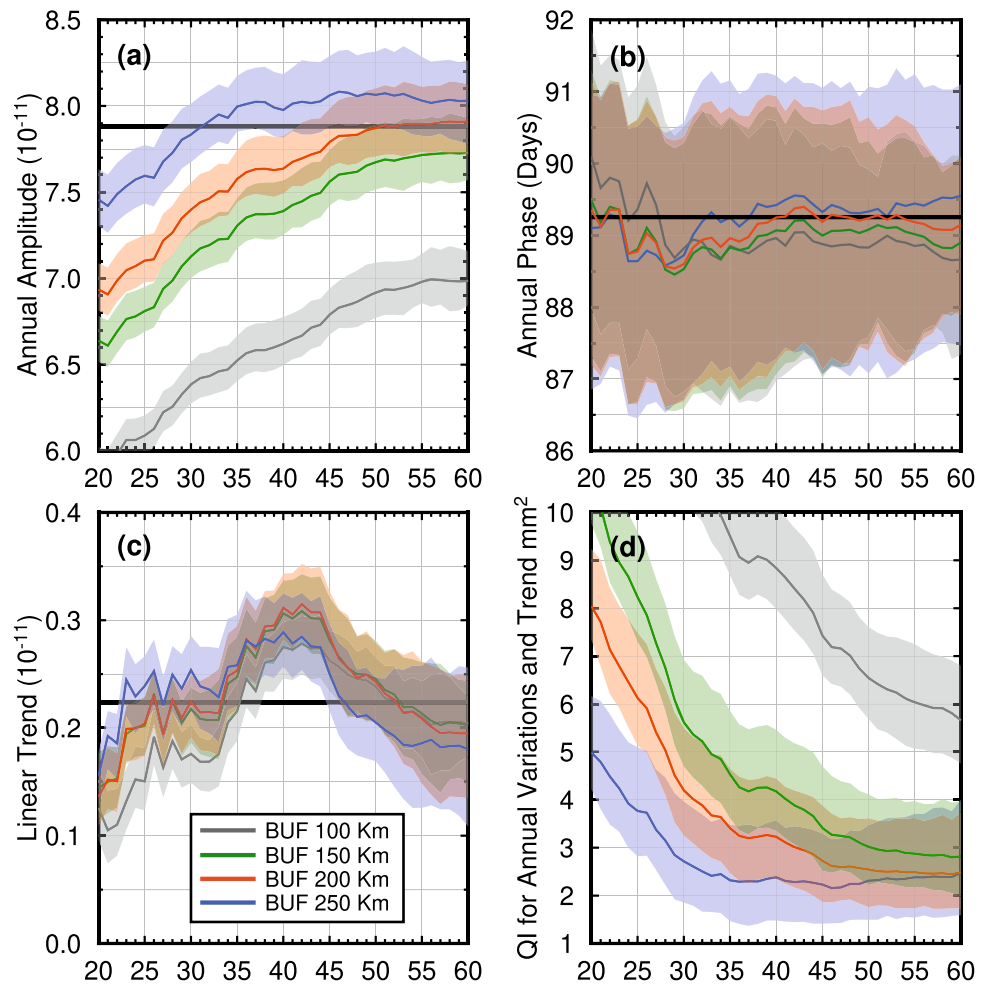 8.5
8.0
7.5
7.0
6.5
6.0
Annual Amplitude (10⁻¹¹)
(a)
20 25 30 35 40 45 50 55 60
92
91
90
89
88
87
86
Annual Phase (Days)
(b)
20 25 30 35 40 45 50 55 60
0.4
0.3
0.2
0.1
0.0
Linear Trend (10⁻¹¹)
(c)
BUF 100 Km
BUF 150 Km
BUF 200 Km
BUF 250 Km
20 25 30 35 40 45 50 55 60
10
9
8
7
6
5
4
3
2
1
QI for Annual Variations and Trend mm²
(d)
20 25 30 35 40 45 50 55 60